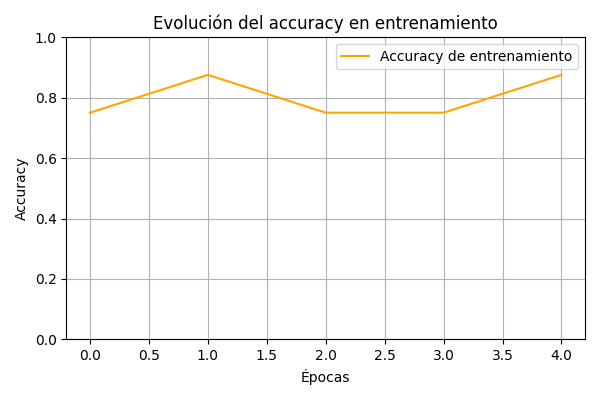 Evolución del accuracy en entrenamiento
Accuracy de entrenamiento
Accuracy
1.0
0.8
0.6
0.4
0.2
0.0
0.0 0.5 1.0 1.5 2.0 2.5 3.0 3.5 4.0
Épocas